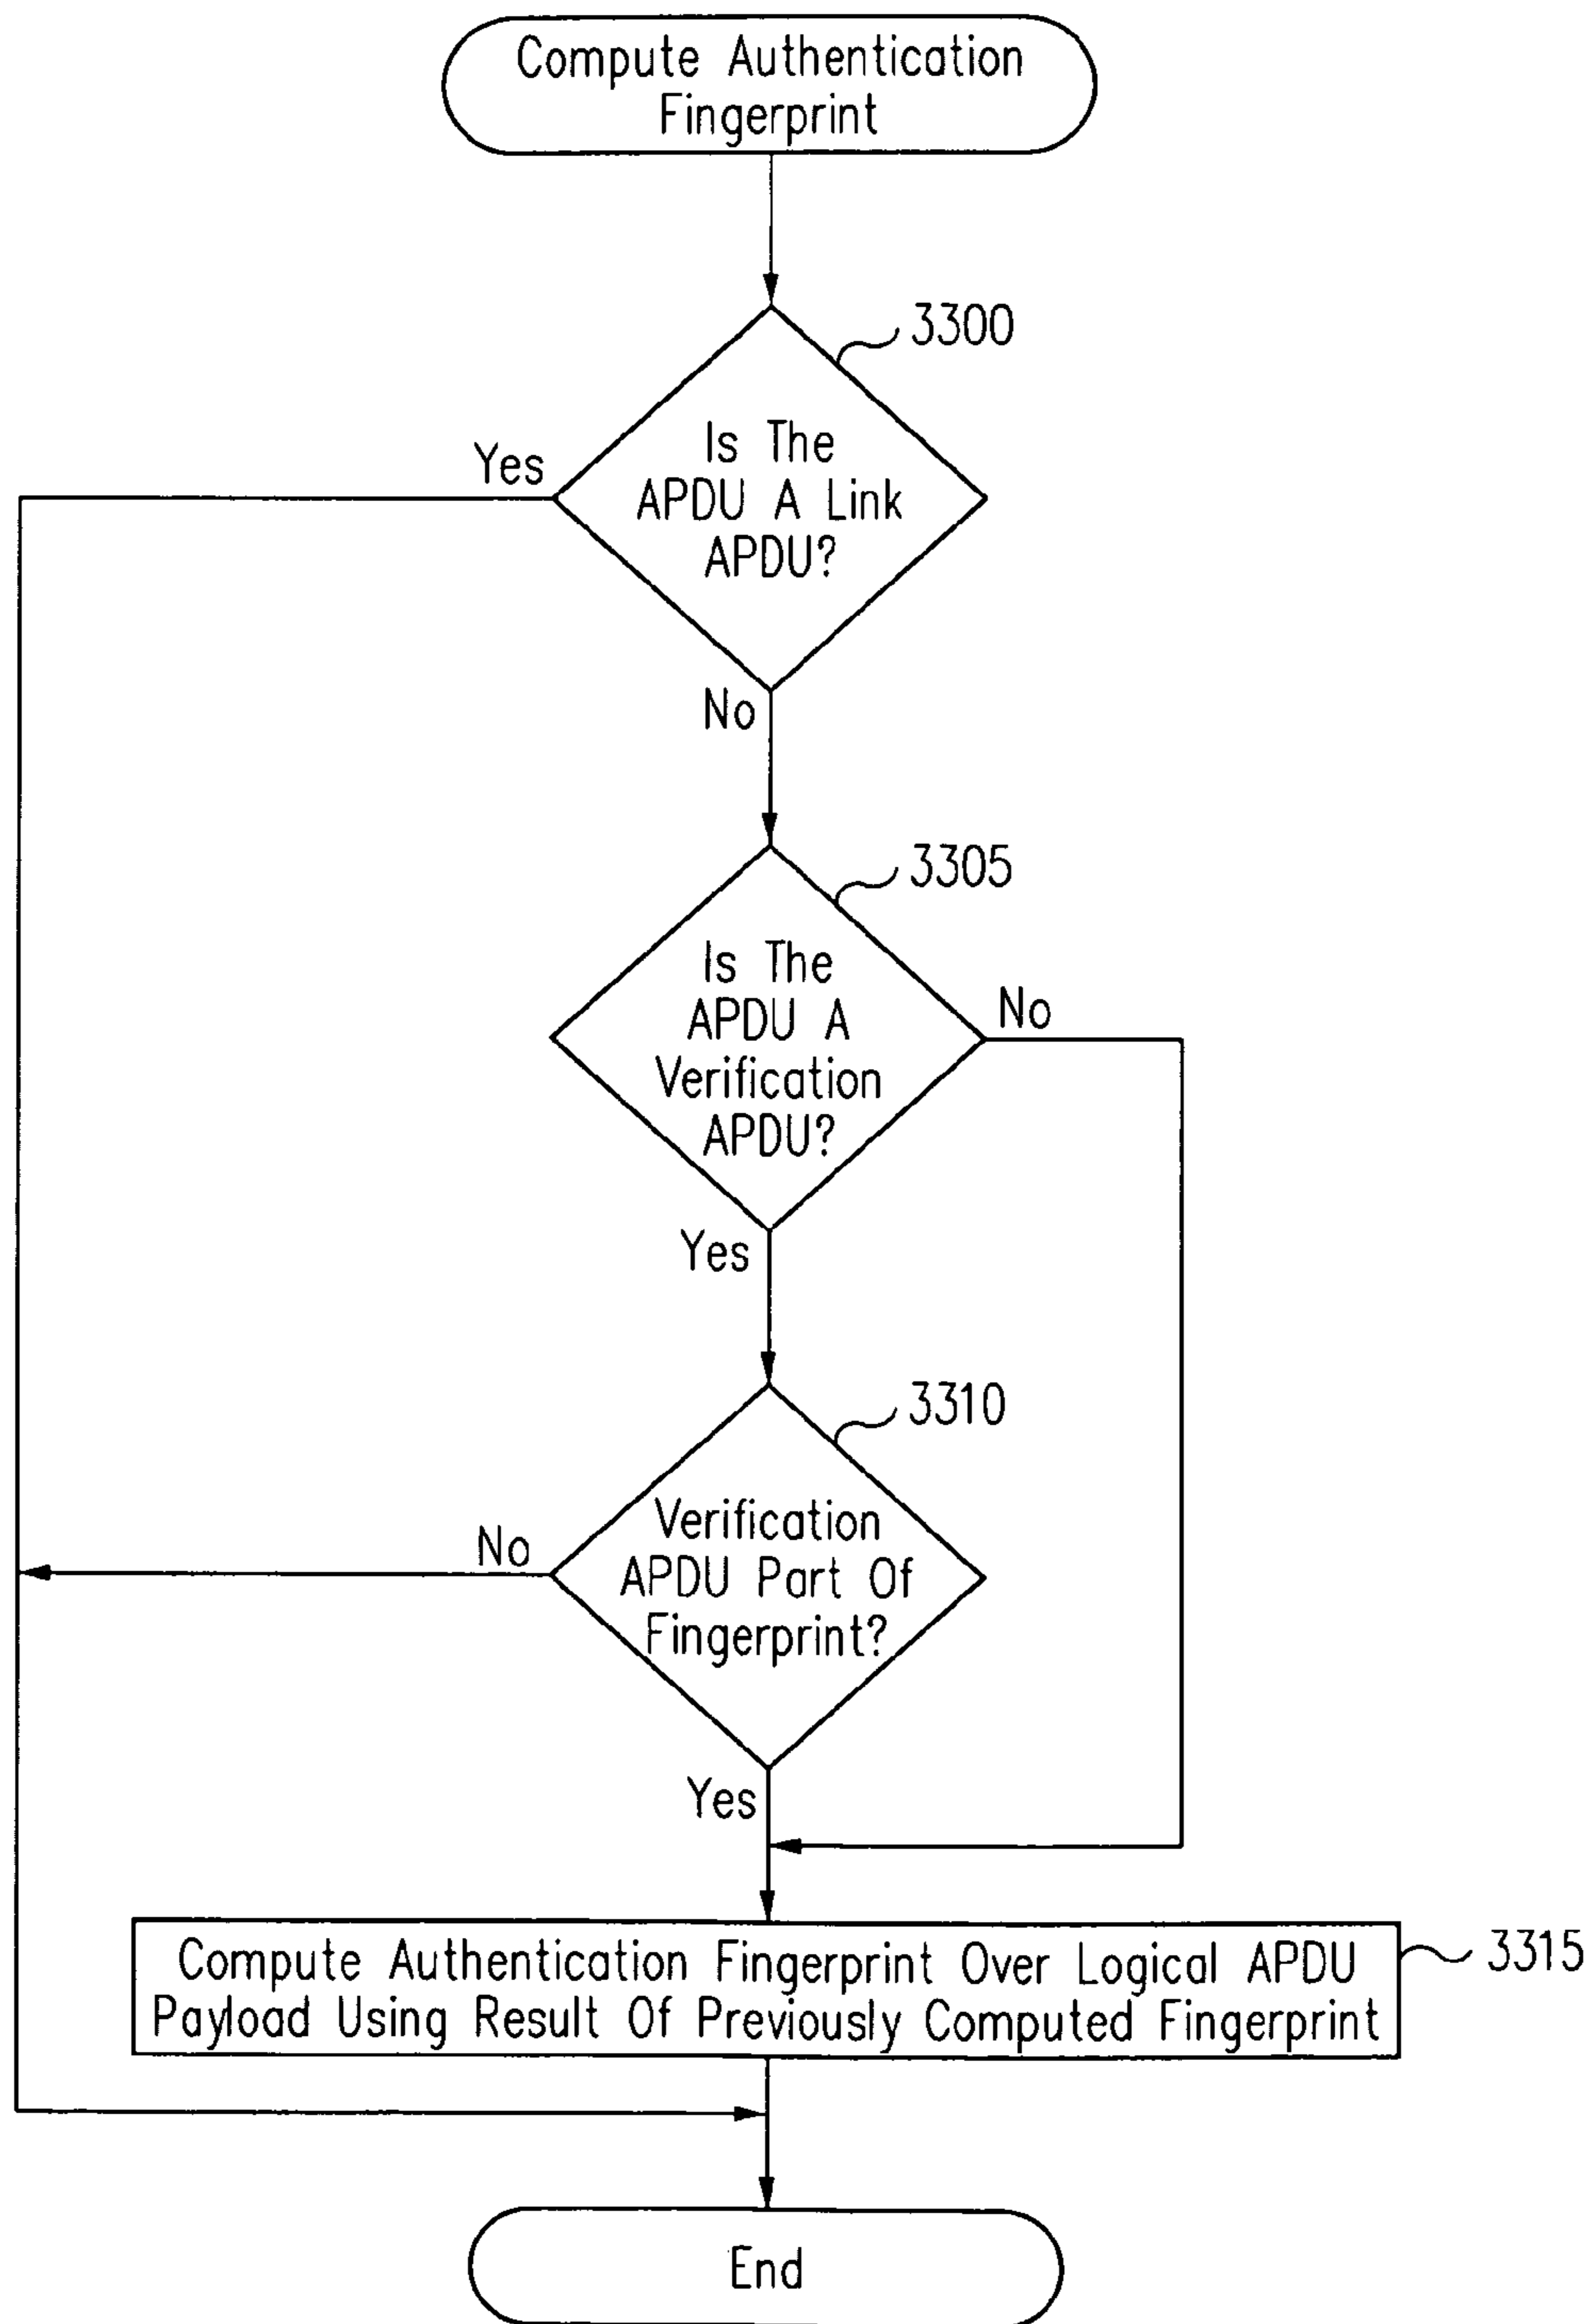 Compute Authentication
Fingerprint
3300
Yes
Is The
APDU A Link
APDU?
No
3305
Is The
APDU A
Verification
APDU?
No
Yes
3310
No
Verification
APDU Part Of
Fingerprint?
Yes
Compute Authentication Fingerprint Over Logical APDU
Payload Using Result Of Previously Computed Fingerprint
3315
End